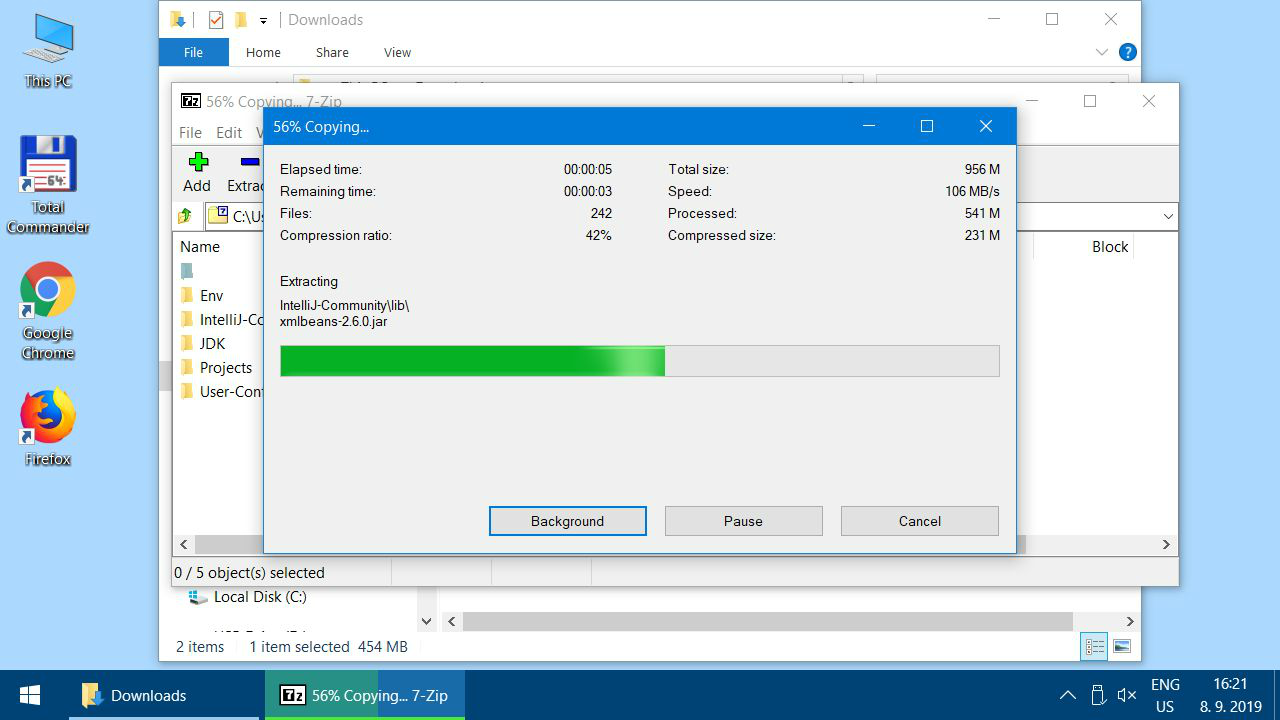 This PC
Total
Commander
64.
Google
Chrome
Firefox
Downloads
File Home Share View
?
7z 56% Copying... 7-Zip
File Edit
Add
C:\Us
Name Block
Env
IntelliJ-Co
JDK
Projects
User-Con
0 / 5 object(s) selected
56% Copying...
Elapsed time: 00:00:05 Total size: 956 M
Remaining time: 00:00:03 Speed: 106 MB/s
Files: 242 Processed: 541 M
Compression ratio: 42% Compressed size: 231 M
Extracting
IntelliJ-Community\lib\
xmlbeans-2.6.0.jar
Background Pause Cancel
Local Disk (C:)
2 items 1 item selected 454 MB
Downloads
7z 56% Copying... 7-Zip
ENG
US
16:21
8. 9. 2019